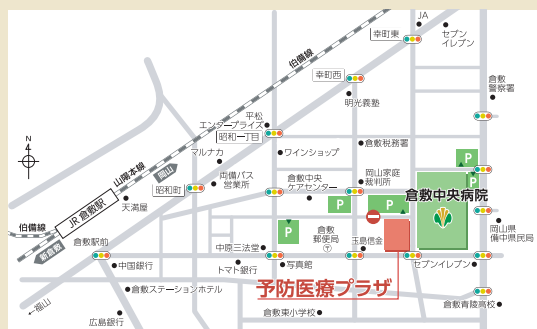 JA
幸町東
セブン
イレブン
伯備線
幸町西
倉敷
警察署
明光義塾
平松
エンタープライズ
昭和一丁目
N
マルナカ
ワインショップ
倉敷税務署
P
山陽本線
岡山
両備バス
営業所
倉敷中央
ケアセンター
岡山家庭
裁判所
P
昭和町
倉敷中央病院
JR 倉敷駅
天満屋
P
P
伯備線
新倉敷
倉敷駅前
P
倉敷
郵便局
〒
玉島信金
岡山県
備中県民局
中原三法堂
中国銀行
トマト銀行
写真館
セブンイレブン
予防医療プラザ
倉敷ステーションホテル
←福山
広島銀行
倉敷東小学校
倉敷青陵高校